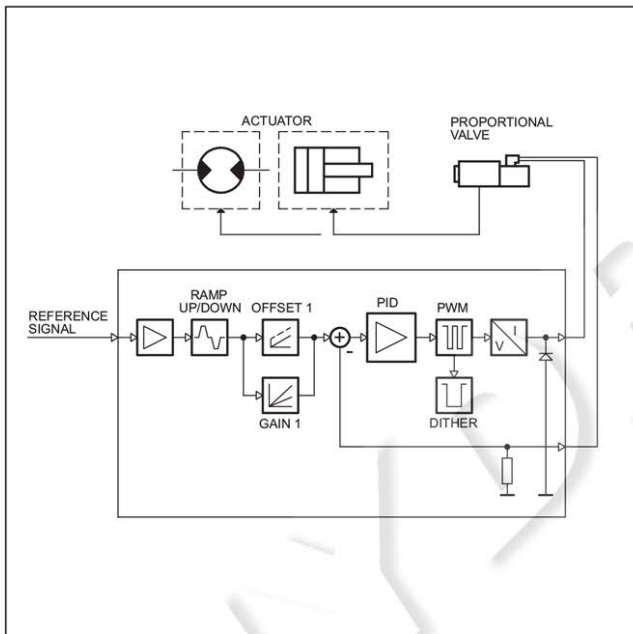 ACTUATOR
PROPORTIONAL
VALVE
REFERENCE
SIGNAL
RAMP
UP/DOWN
OFFSET 1
PID
PWM
I
V
GAIN 1
DITHER
+
-